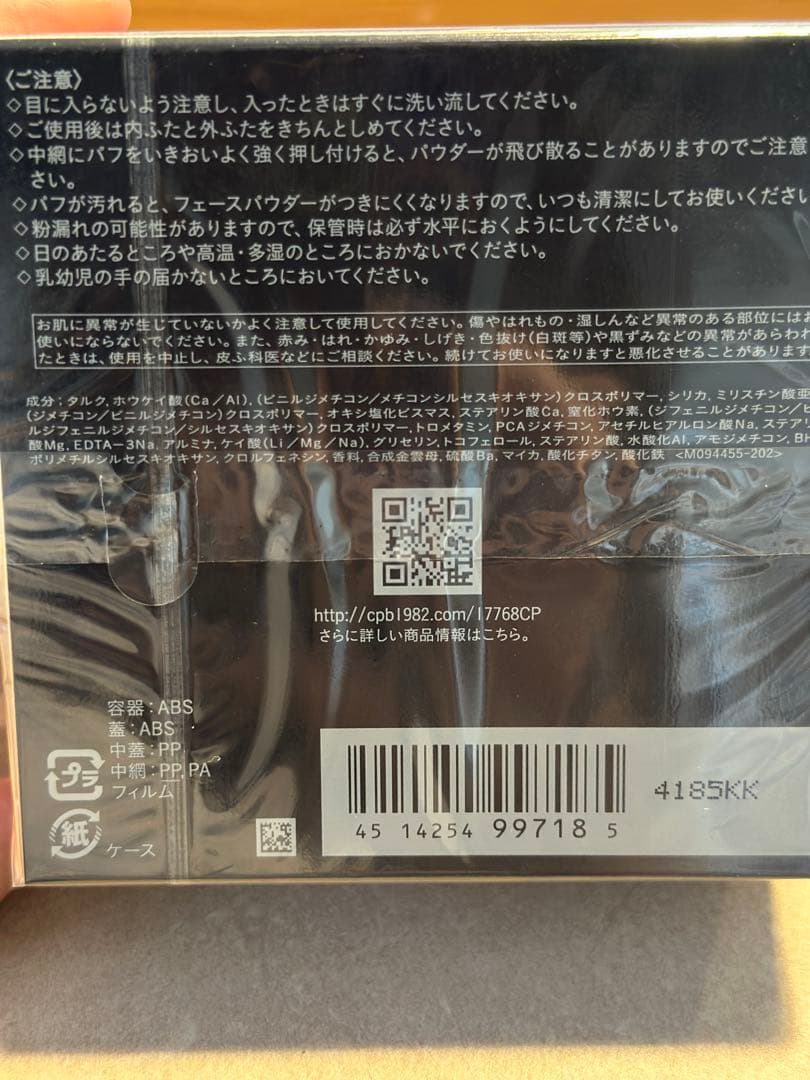 〈ご注意〉
◇目に入らないよう注意し、入ったときはすぐに洗い流してください。
◇ご使用後は内ふたと外ふたをきちんとしめてください。
◇中網にパフをいきおいよく強く押し付けると、パウダーが飛び散ることがありますのでご注意
さい。
◇パフが汚れると、フェースパウダーがつきにくくなりますので、いつも清潔にしてお使いくださ
◇粉漏れの可能性がありますので、保管時は必ず水平におくようにしてください。
◇日のあたるところや高温・多湿のところにおかないでください。
◇乳幼児の手の届かないところにおいてください。
お肌に異常が生じていないかよく注意して使用してください。傷やはれもの・湿しんなど異常のある部位にはお
使いにならないでください。また、赤み・はれ・かゆみ・しげき・色抜け(白斑等)や黒ずみなどの異常があらわれ
たときは、使用を中止し、皮ふ科医などにご相談ください。続けてお使いになりますと悪化させることがあります
成分：タルク、ホウケイ酸(Ca／Al)、(ビニルジメチコン／メチコンシルセスキオキサン)クロスポリマー、シリカ、ミリスチン酸亜
(ジメチコン／ビニルジメチコン)クロスポリマー、オキシ塩化ビスマス、ステアリン酸Ca、窒化ホウ素、(ジフェニルジメチコン／
ルジフェニルジメチコン／シルセスキオキサン)クロスポリマー、トロメタミン、PCAジメチコン、アセチルヒアルロン酸Na、ステアリ
酸Mg、EDTA－3Na、アルミナ、ケイ酸(Li／Mg／Na)、グリセリン、トコフェロール、ステアリン酸、水酸化Al、アモジメチコン、
ポリメチルシルセスキオキサン、クロルフェネシン、香料、合成金雲母、硫酸Ba、マイカ、酸化チタン、酸化鉄 <M094455-202>
http://cpb1982.com/17768CP
さらに詳しい商品情報はこちら。
容器：ABS
蓋：ABS
中蓋：PP
プラ 中網：PP、PA
フィルム
紙 ケース
45 14254 99718 5
4185KK